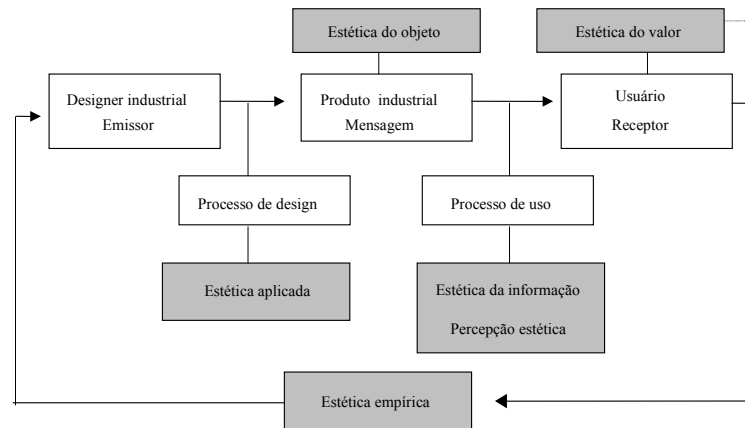 Estética do objeto
Estética do valor
Designer industrial
Emissor
Produto industrial
Mensagem
Usuário
Receptor
Processo de design
Processo de uso
Estética aplicada
Estética da informação
Percepção estética
Estética empírica